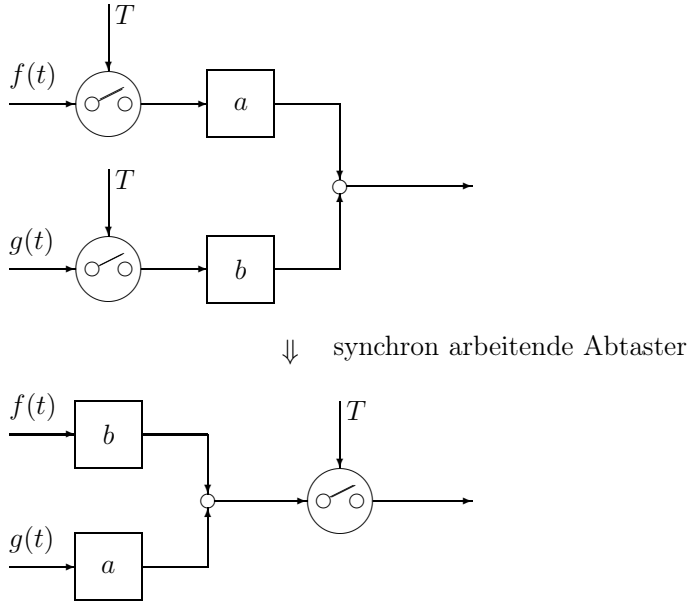 T
f(t)
a
T
g(t)
b
⇓ synchron arbeitende Abtaster
f(t)
b
T
g(t)
a